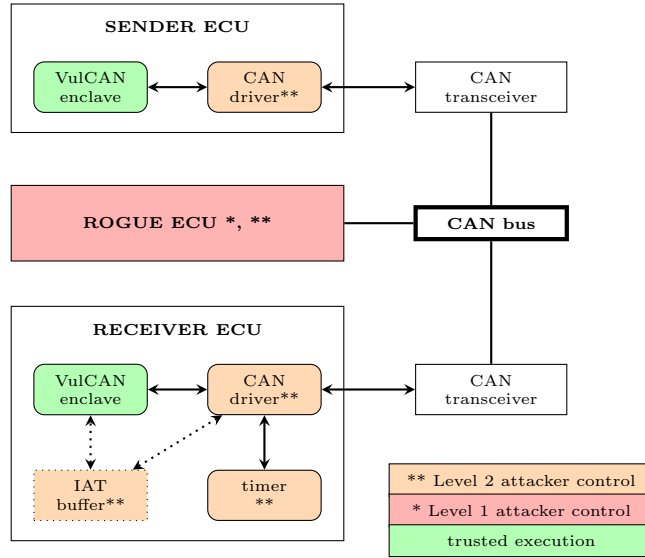 SENDER ECU
VulCAN
enclave
CAN
driver**
CAN
transceiver
ROGUE ECU *, **
CAN bus
RECEIVER ECU
VulCAN
enclave
CAN
driver**
CAN
transceiver
IAT
buffer**
timer
**
** Level 2 attacker control
* Level 1 attacker control
trusted execution